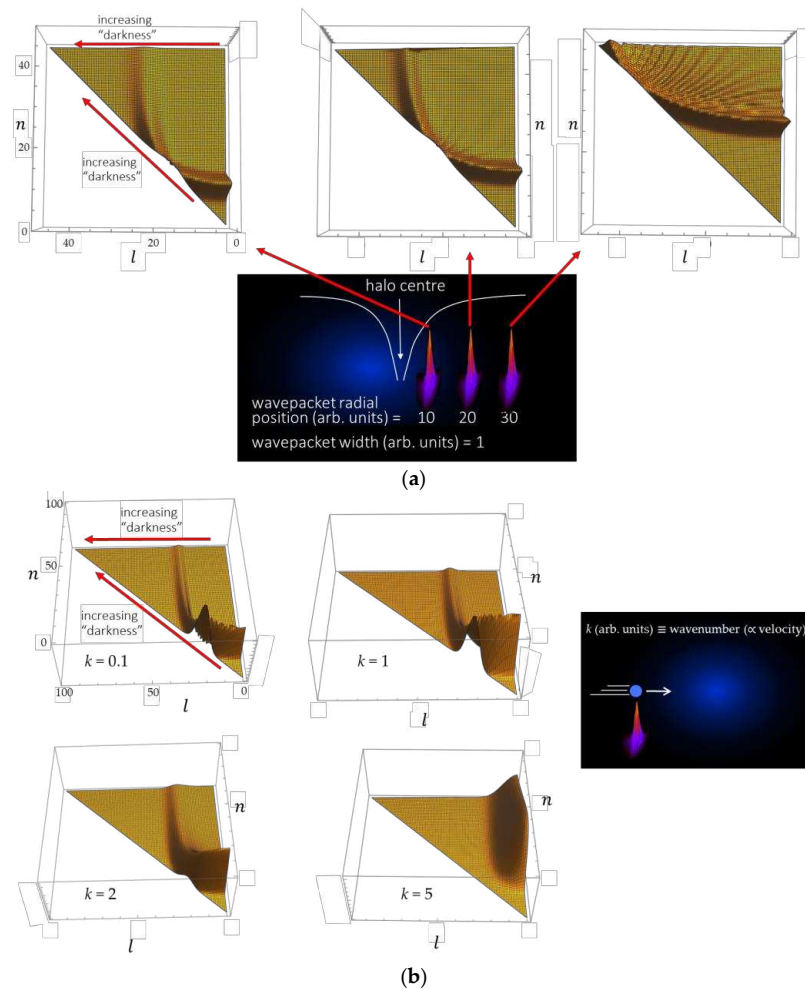 increasing
"darkness"
40
n
20
increasing
"darkness"
0
40
20
0
l
n
l
n
l
halo centre
wavepacket radial
position (arb. units) = 10 20 30
wavepacket width (arb. units) = 1
(a)
100
increasing
"darkness"
50
n
increasing
"darkness"
0
k = 0.1
100
50
0
l
n
k = 1
l
k (arb. units) ≡ wavenumber (∝ velocity)
n
k = 2
l
n
k = 5
l
(b)